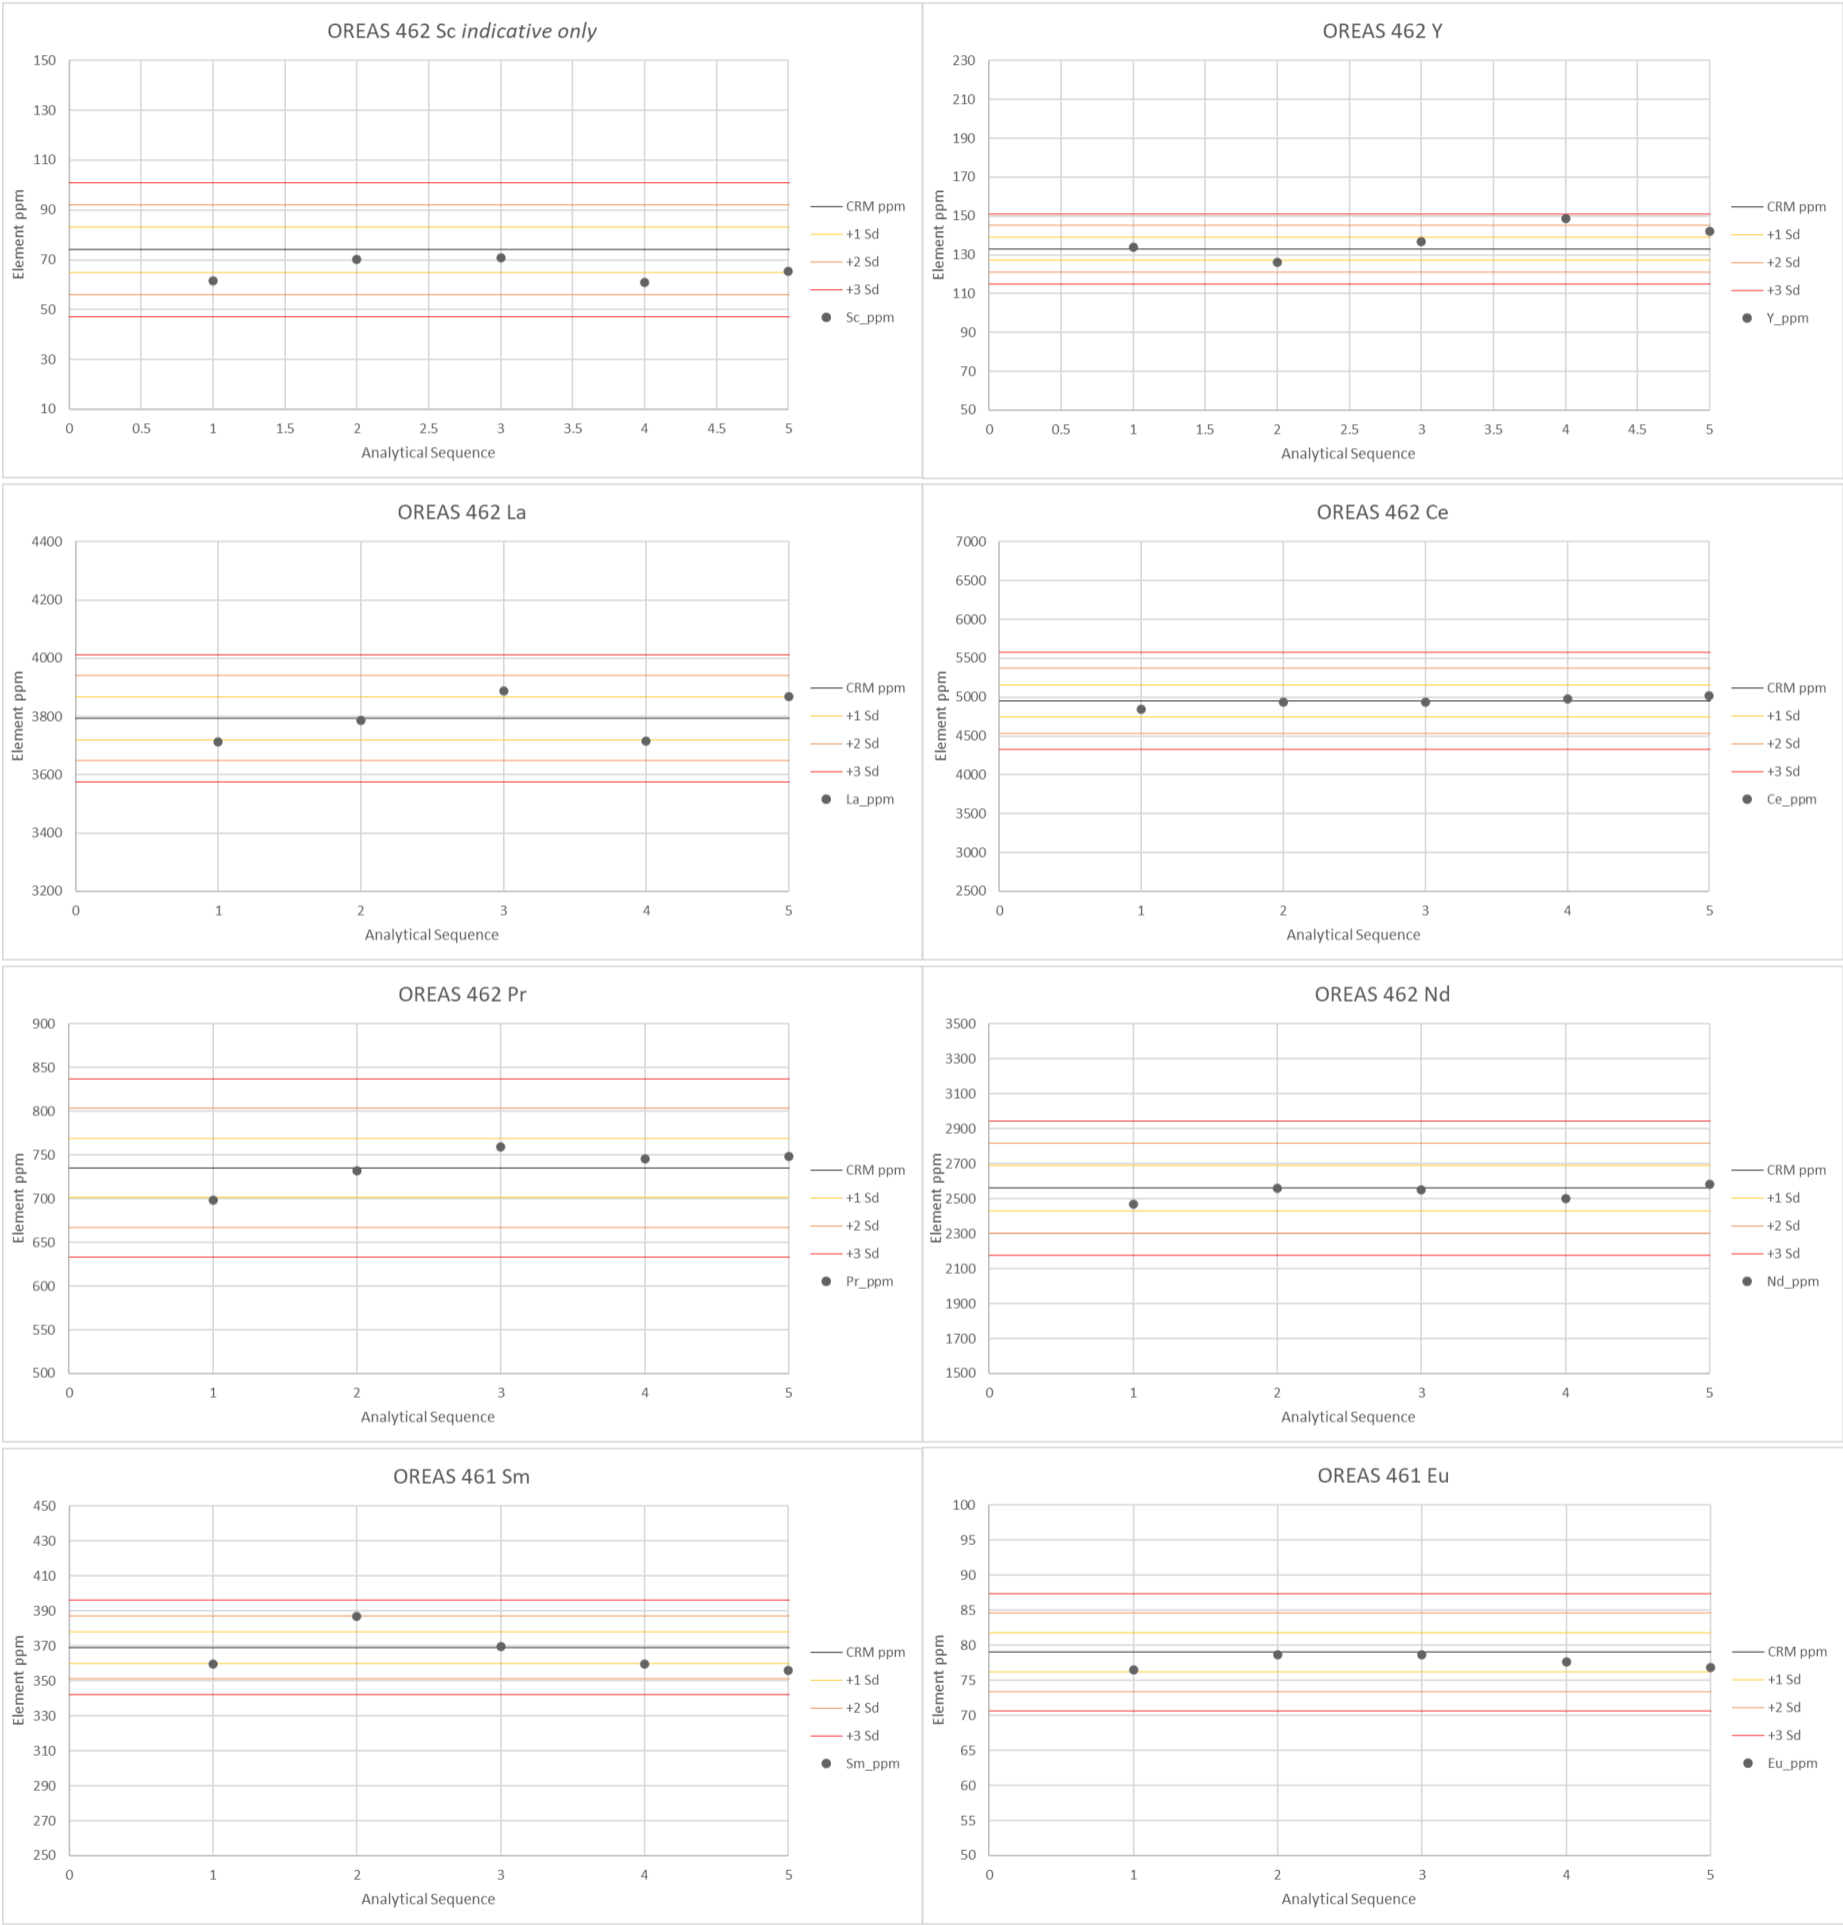 OREAS 462 Sc indicative only
150
130
110
90
70
50
30
10
0 0.5 1 1.5 2 2.5 3 3.5 4 4.5 5
Element ppm
Analytical Sequence
CRM ppm
+1 Sd
+2 Sd
+3 Sd
Sc_ppm
OREAS 462 Y
230
210
190
170
150
130
110
90
70
50
0 0.5 1 1.5 2 2.5 3 3.5 4 4.5 5
Element ppm
Analytical Sequence
CRM ppm
+1 Sd
+2 Sd
+3 Sd
Y_ppm
OREAS 462 La
4400
4200
4000
3800
3600
3400
3200
0 1 2 3 4 5
Element ppm
Analytical Sequence
CRM ppm
+1 Sd
+2 Sd
+3 Sd
La_ppm
OREAS 462 Ce
7000
6500
6000
5500
5000
4500
4000
3500
3000
2500
0 1 2 3 4 5
Element ppm
Analytical Sequence
CRM ppm
+1 Sd
+2 Sd
+3 Sd
Ce_ppm
OREAS 462 Pr
900
850
800
750
700
650
600
550
500
0 1 2 3 4 5
Element ppm
Analytical Sequence
CRM ppm
+1 Sd
+2 Sd
+3 Sd
Pr_ppm
OREAS 462 Nd
3500
3300
3100
2900
2700
2500
2300
2100
1900
1700
1500
0 1 2 3 4 5
Element ppm
Analytical Sequence
CRM ppm
+1 Sd
+2 Sd
+3 Sd
Nd_ppm
OREAS 461 Sm
450
430
410
390
370
350
330
310
290
270
250
0 1 2 3 4 5
Element ppm
Analytical Sequence
CRM ppm
+1 Sd
+2 Sd
+3 Sd
Sm_ppm
OREAS 461 Eu
100
95
90
85
80
75
70
65
60
55
50
0 1 2 3 4 5
Element ppm
Analytical Sequence
CRM ppm
+1 Sd
+2 Sd
+3 Sd
Eu_ppm